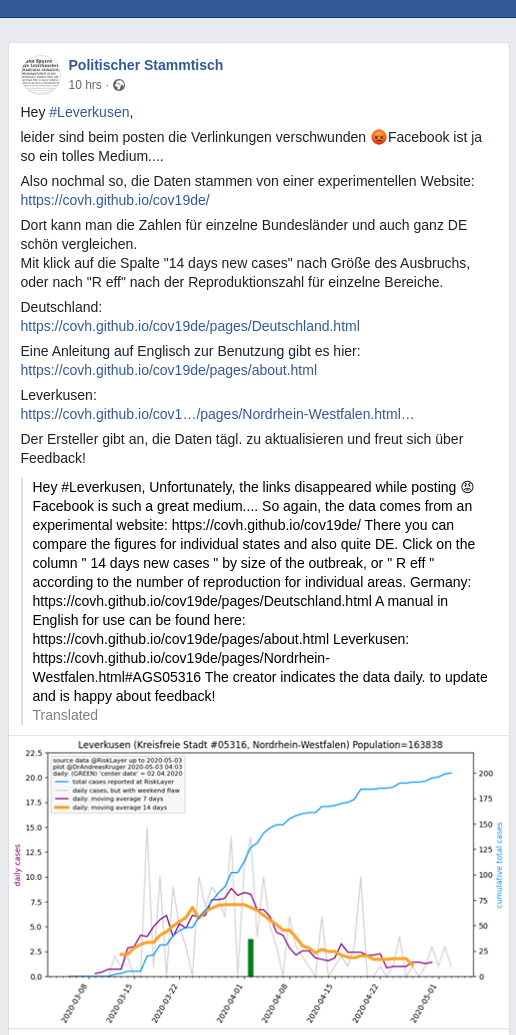 Politischer Stammtisch
10 hrs ·
Hey #Leverkusen,
leider sind beim posten die Verlinkungen verschwunden 😡Facebook ist ja
so ein tolles Medium....
Also nochmal so, die Daten stammen von einer experimentellen Website:
https://covh.github.io/cov19de/
Dort kann man die Zahlen für einzelne Bundesländer und auch ganz DE
schön vergleichen.
Mit klick auf die Spalte "14 days new cases" nach Größe des Ausbruchs,
oder nach "R eff" nach der Reproduktionszahl für einzelne Bereiche.
Deutschland:
https://covh.github.io/cov19de/pages/Deutschland.html
Eine Anleitung auf Englisch zur Benutzung gibt es hier:
https://covh.github.io/cov19de/pages/about.html
Leverkusen:
https://covh.github.io/cov1…/pages/Nordrhein-Westfalen.html…
Der Ersteller gibt an, die Daten tägl. zu aktualisieren und freut sich über
Feedback!
Hey #Leverkusen, Unfortunately, the links disappeared while posting 😡
Facebook is such a great medium.... So again, the data comes from an
experimental website: https://covh.github.io/cov19de/ There you can
compare the figures for individual states and also quite DE. Click on the
column " 14 days new cases " by size of the outbreak, or " R eff "
according to the number of reproduction for individual areas. Germany:
https://covh.github.io/cov19de/pages/Deutschland.html A manual in
English for use can be found here:
https://covh.github.io/cov19de/pages/about.html Leverkusen:
https://covh.github.io/cov19de/pages/Nordrhein-
Westfalen.html#AGS05316 The creator indicates the data daily. to update
and is happy about feedback!
Translated
Leverkusen (Kreisfreie Stadt #05316, Nordrhein-Westfalen) Population=163838
source data @RiskLayer up to 2020-05-03
plot @DrAndreasKruger 2020-05-03 04:03
daily: (GREEN) 'center date' = 02.04.2020
total cases reported at RiskLayer
daily cases, but with weekend flaw
daily: moving average 7 days
daily: moving average 14 days
daily cases
22.5
20.0
17.5
15.0
12.5
10.0
7.5
5.0
2.5
0.0
200
175
150
125
100
75
50
25
0
cumulative total cases
2020-03-08
2020-03-15
2020-03-22
2020-04-01
2020-04-08
2020-04-15
2020-04-22
2020-05-01